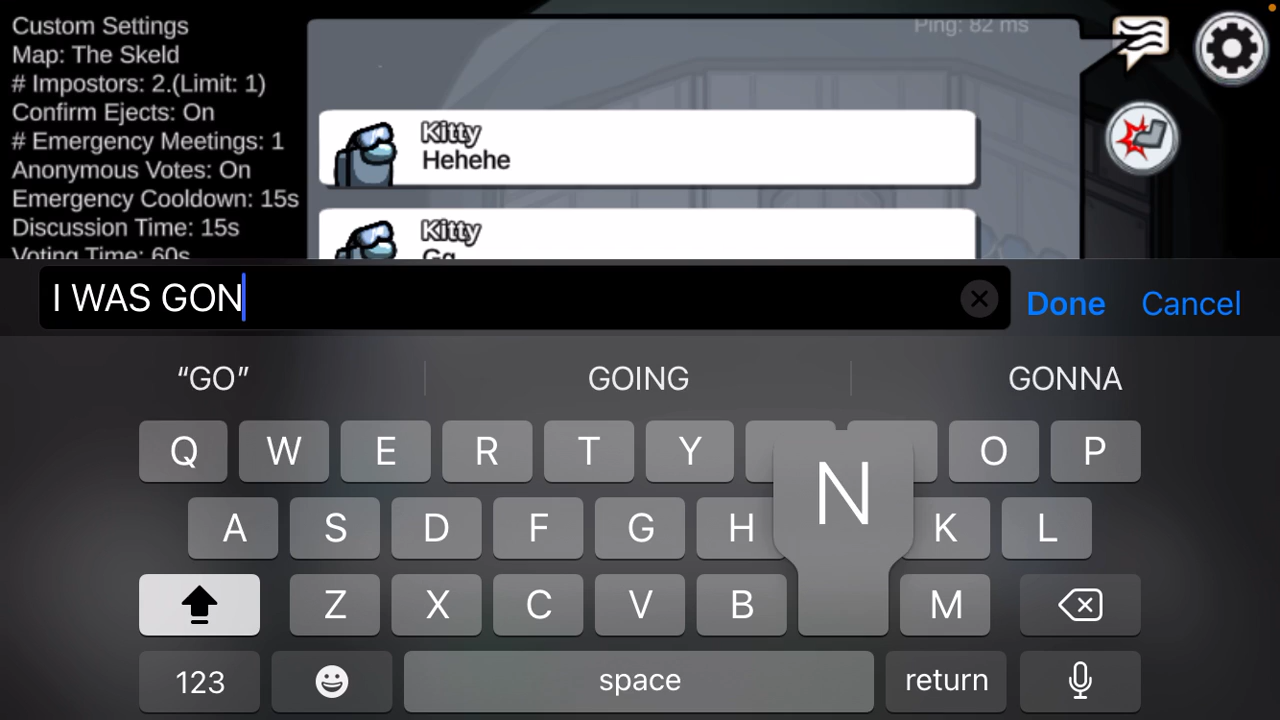 Custom Settings
Map: The Skeld
# Impostors: 2.(Limit: 1)
Confirm Ejects: On
# Emergency Meetings: 1
Anonymous Votes: On
Emergency Cooldown: 15s
Discussion Time: 15s
Voting Time: 60s
Ping: 82 ms
Kitty
Hehehe
Kitty
Gg
I WAS GON
Done
Cancel
“GO”
GOING
GONNA
Q W E R T Y O P
A S D F G H K L
N
Z X C V B M
123
space
return